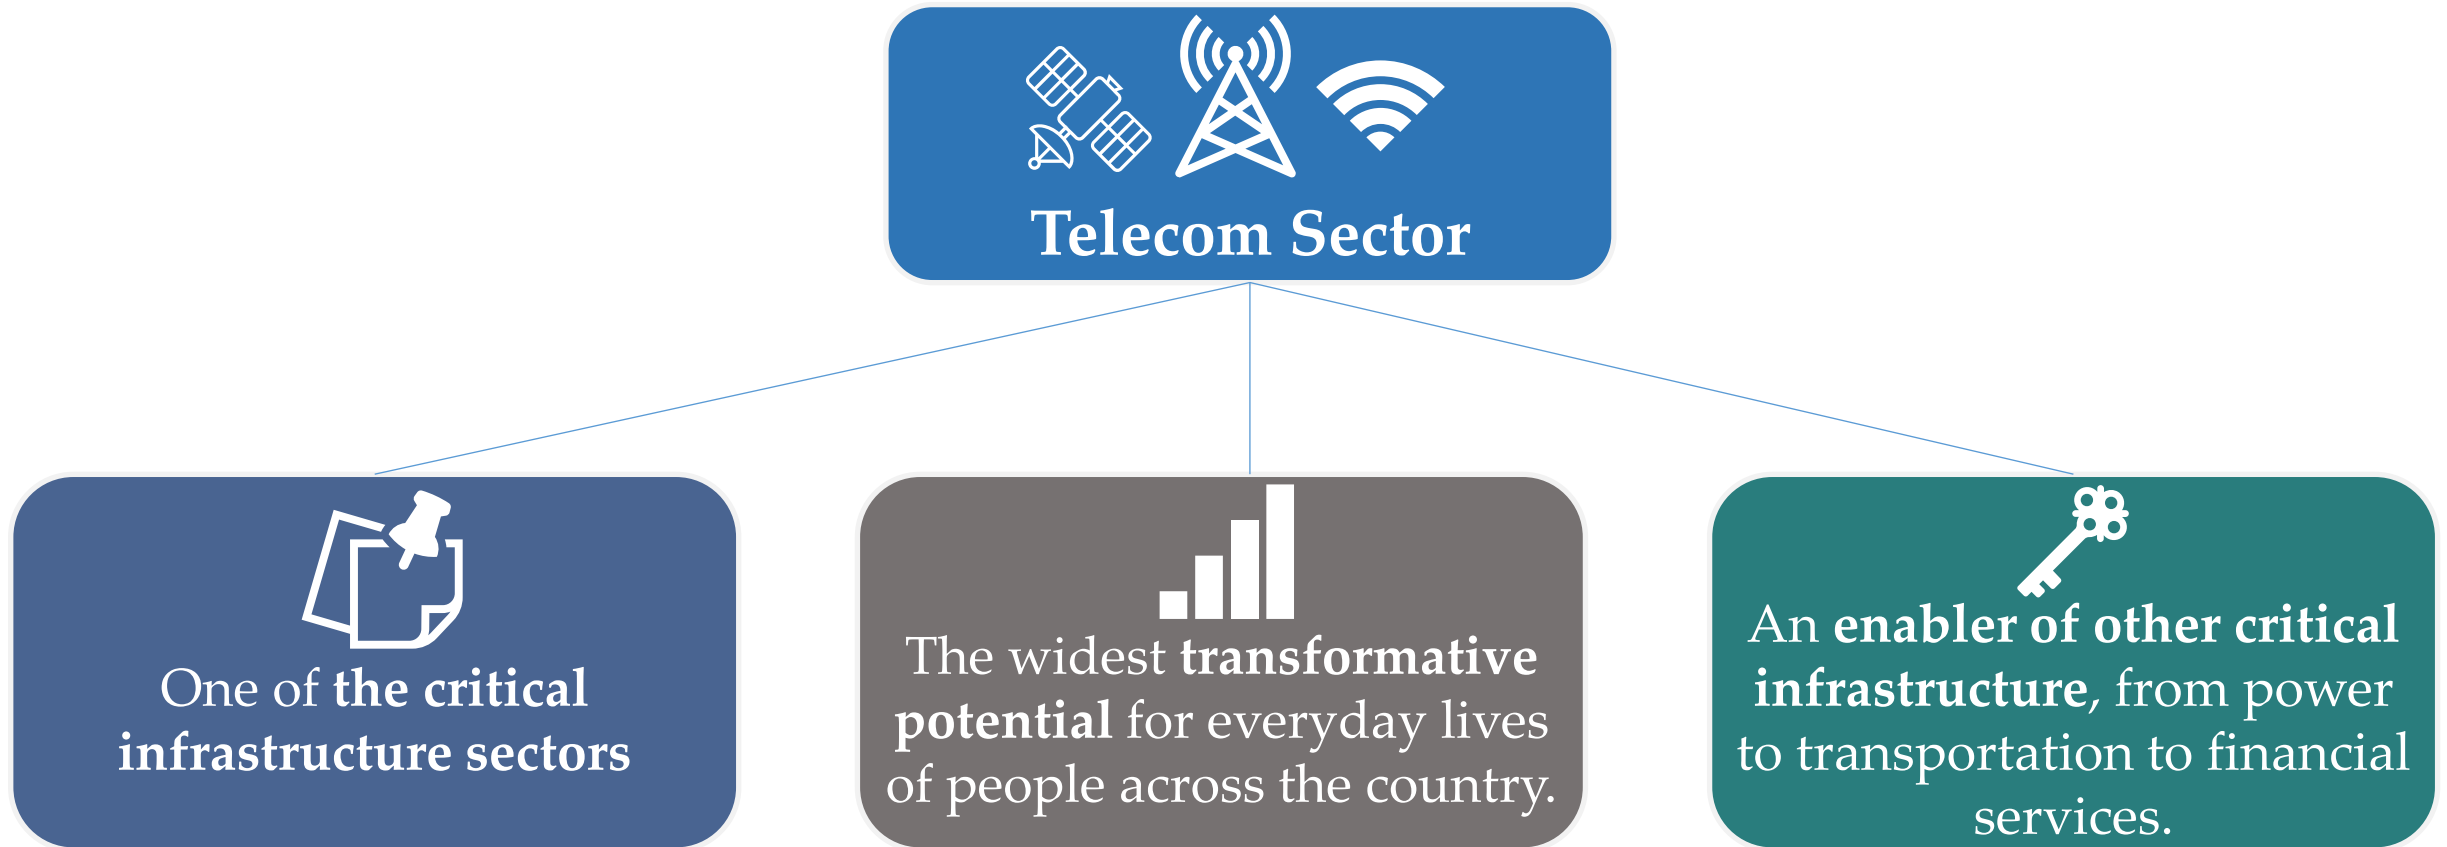 Telecom Sector
One of the critical
infrastructure sectors
The widest transformative
potential for everyday lives
of people across the country.
An enabler of other critical
infrastructure, from power
to transportation to financial
services.